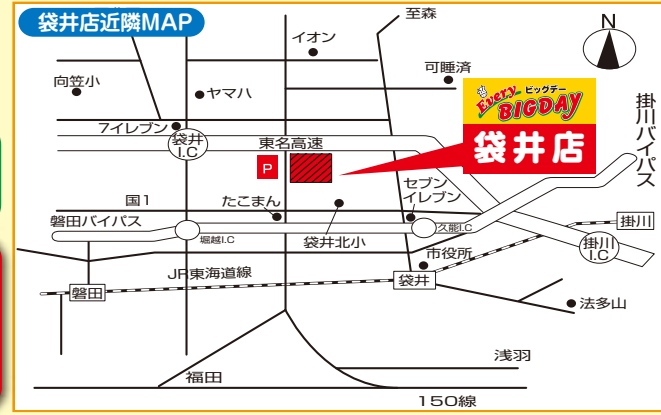 袋井店近隣MAP
至森
N
イオン
可睡済
向笠小
ヤマハ
Every
ビッグデー
BIGDAY
袋井店
掛川バイパス
7イレブン
袋井
I.C
東名高速
P
国1
たこまん
セブン
イレブン
磐田バイパス
堀越I.C
袋井北小
久能I.C
掛川
掛川
I.C
市役所
JR東海道線
袋井
磐田
法多山
浅羽
福田
150線